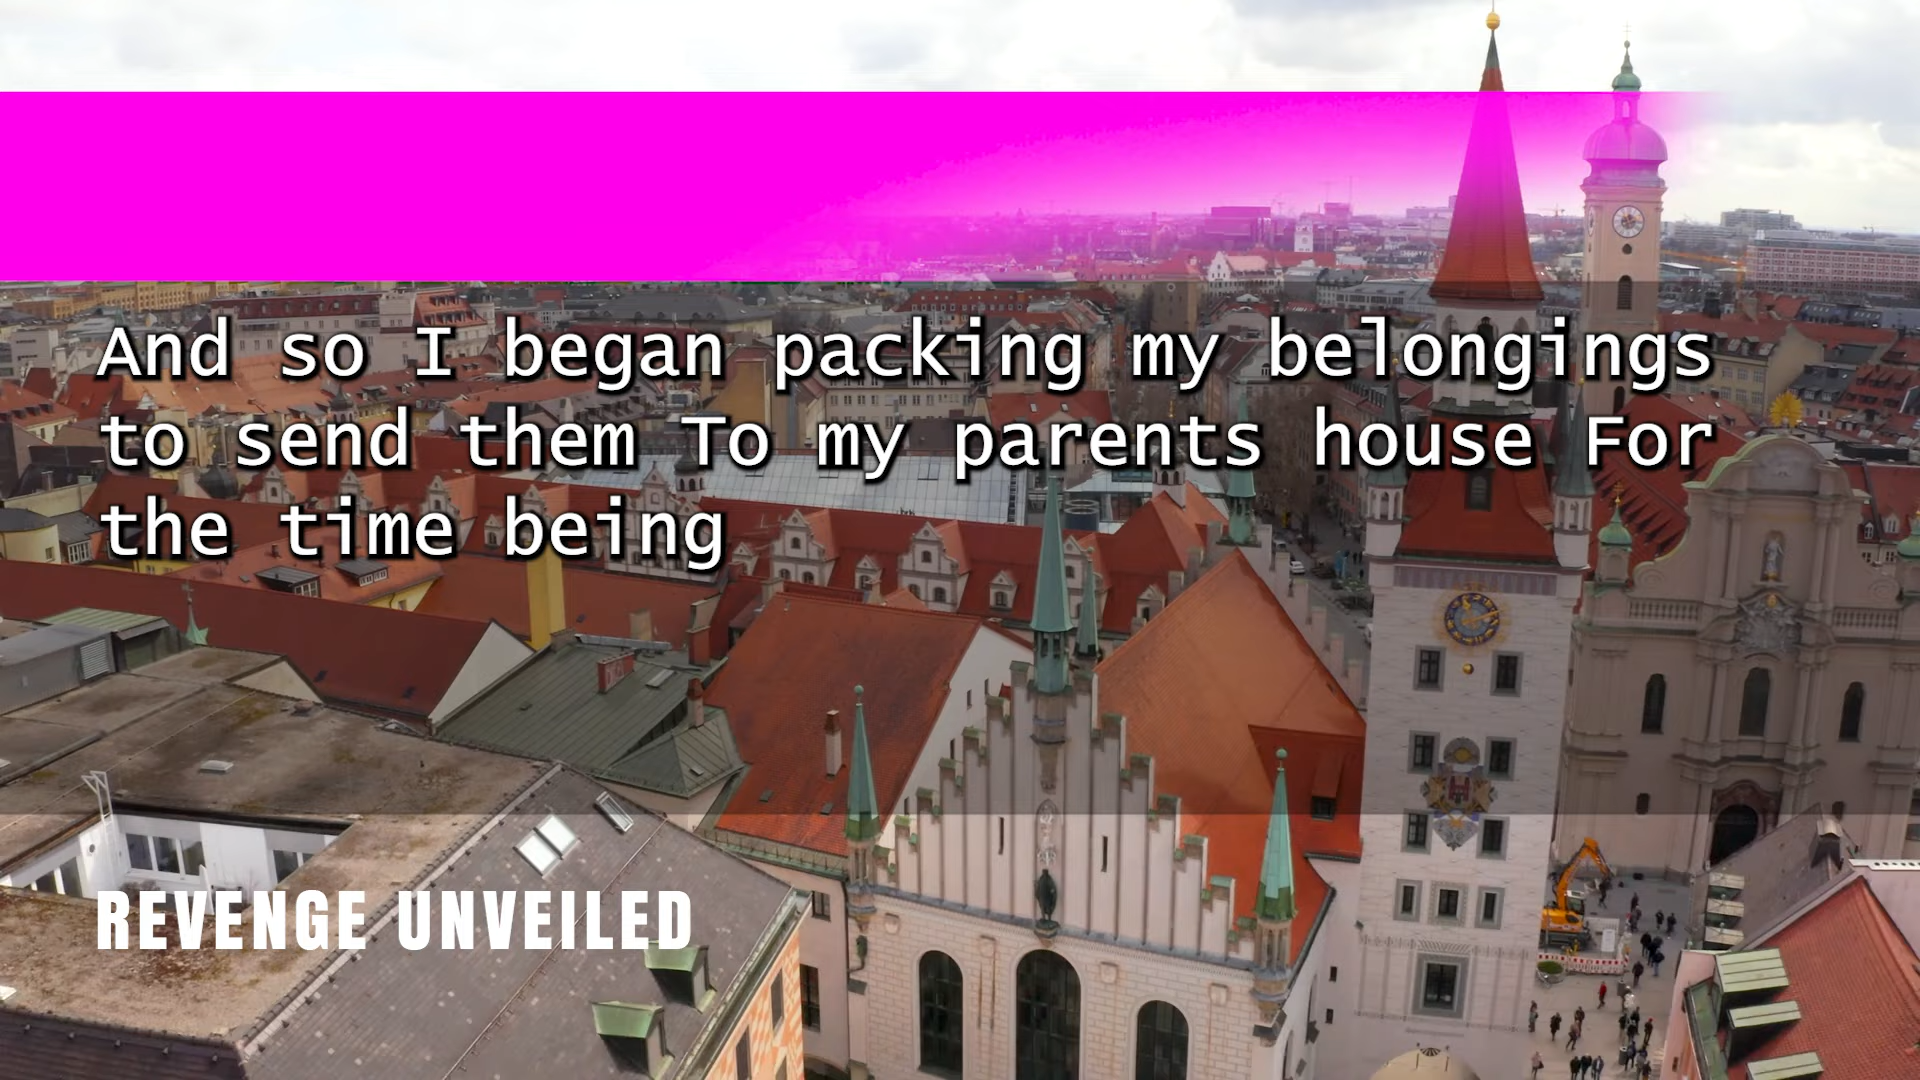 And so I began packing my belongings
to send them To my parents house For
the time being
REVENGE UNVEILED